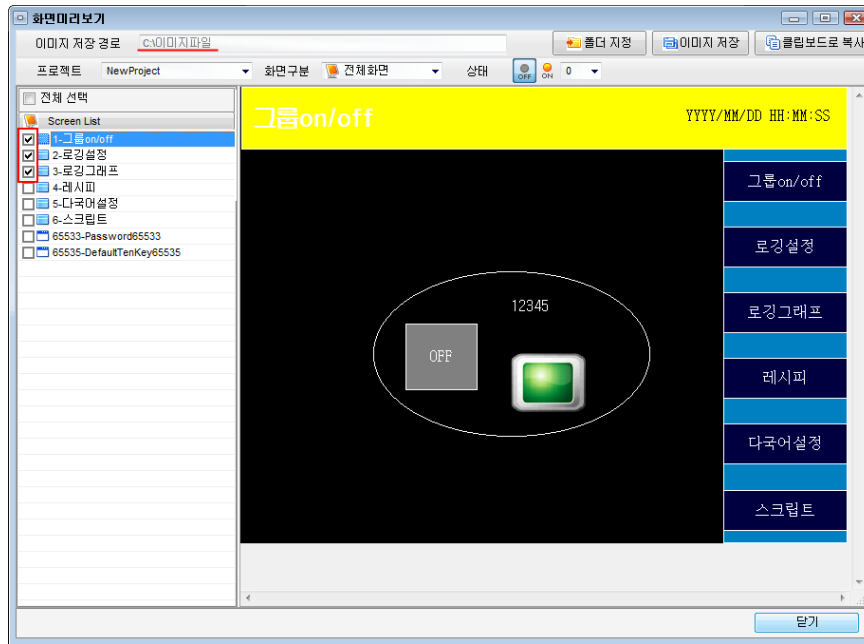 화면미리보기
이미지 저장 경로 C:\이미지파일 폴더 지정 이미지 저장 클립보드로 복사
프로젝트 NewProject 화면구분 전체화면 상태 OFF ON 0
전체 선택
Screen List
1-그룹on/off
2-로깅설정
3-로깅그래프
4-레시피
5-다국어설정
6-스크립트
65533-Password65533
65535-DefaultTenKey65535
그룹on/off YYYY/MM/DD HH:MM:SS
그룹on/off
로깅설정
로깅그래프
레시피
다국어설정
스크립트
12345
OFF
닫기